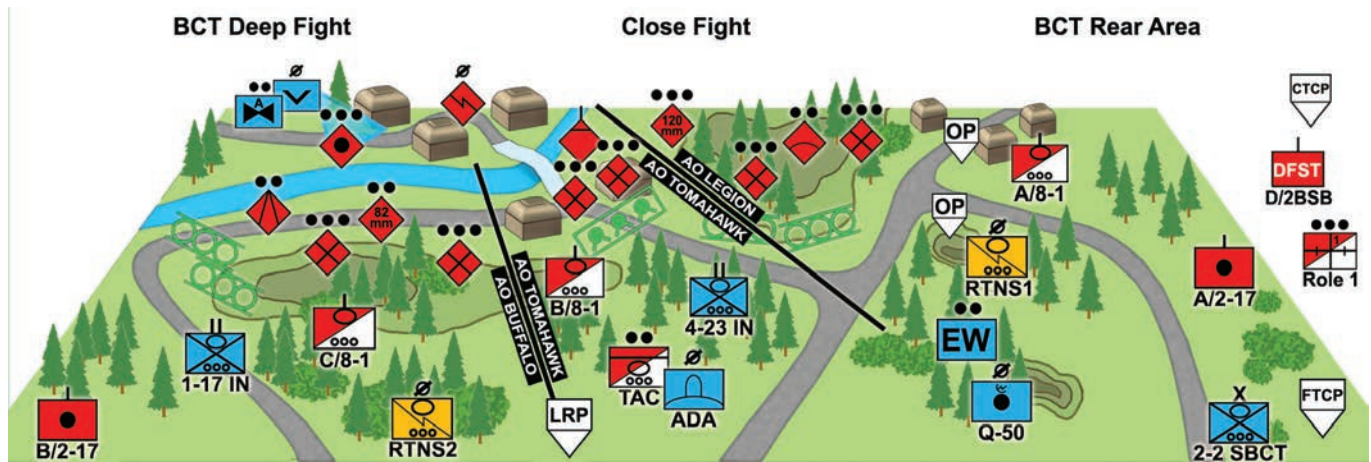 BCT Deep Fight
Close Fight
BCT Rear Area
A
120
mm
82
mm
AO LEGION
AO TOMAHAWK
OP
A/8-1
CTCP
DFST
D/2BSB
OP
RTNS1
A/2-17
1
Role 1
AO TOMAHAWK
AO BUFFALO
B/8-1
4-23 IN
C/8-1
1-17 IN
EW
TAC
ADA
Q-50
B/2-17
RTNS2
LRP
X
2-2 SBCT
FTCP